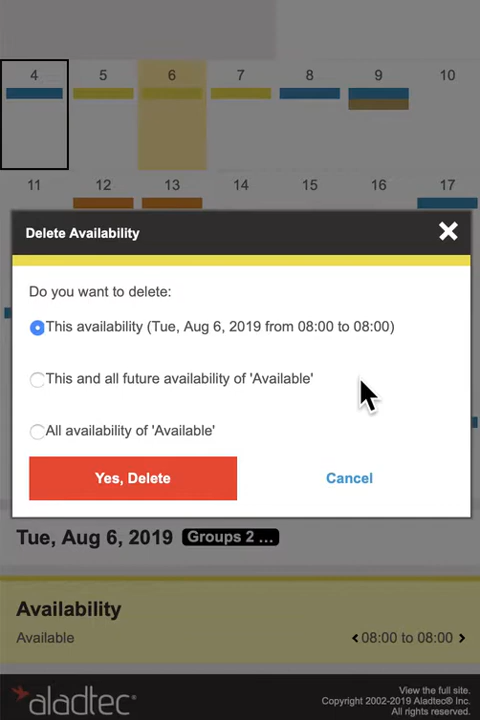 4 5 6 7 8 9 10
11 12 13 14 15 16 17
Delete Availability
Do you want to delete:
This availability (Tue, Aug 6, 2019 from 08:00 to 08:00)
This and all future availability of 'Available'
All availability of 'Available'
Yes, Delete Cancel
Tue, Aug 6, 2019 Groups 2 ...
Availability
Available 08:00 to 08:00
aladtec
View the full site.
Copyright 2002-2019 Aladtec® Inc.
All rights reserved.